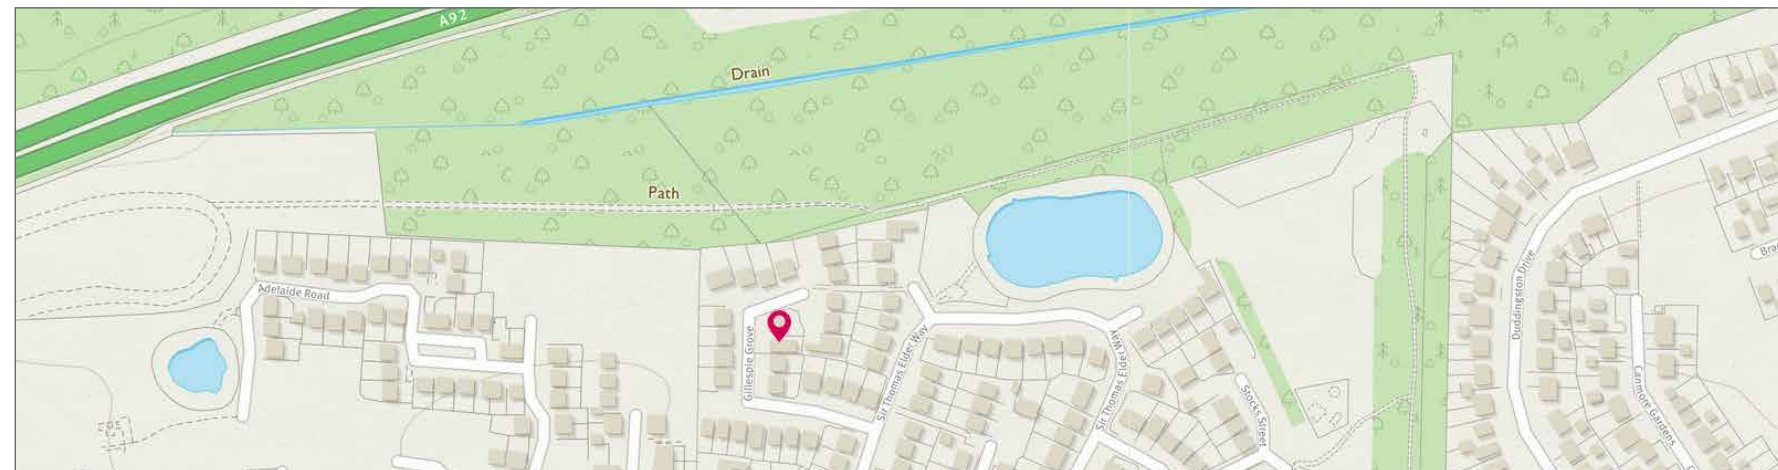 A92
Drain
Path
Adelaide Road
Gillespie Grove
Sir Thomas Elder Way
Sir Thomas Elder Way
Stocks Street
Duddingston Drive
Canmore Gardens